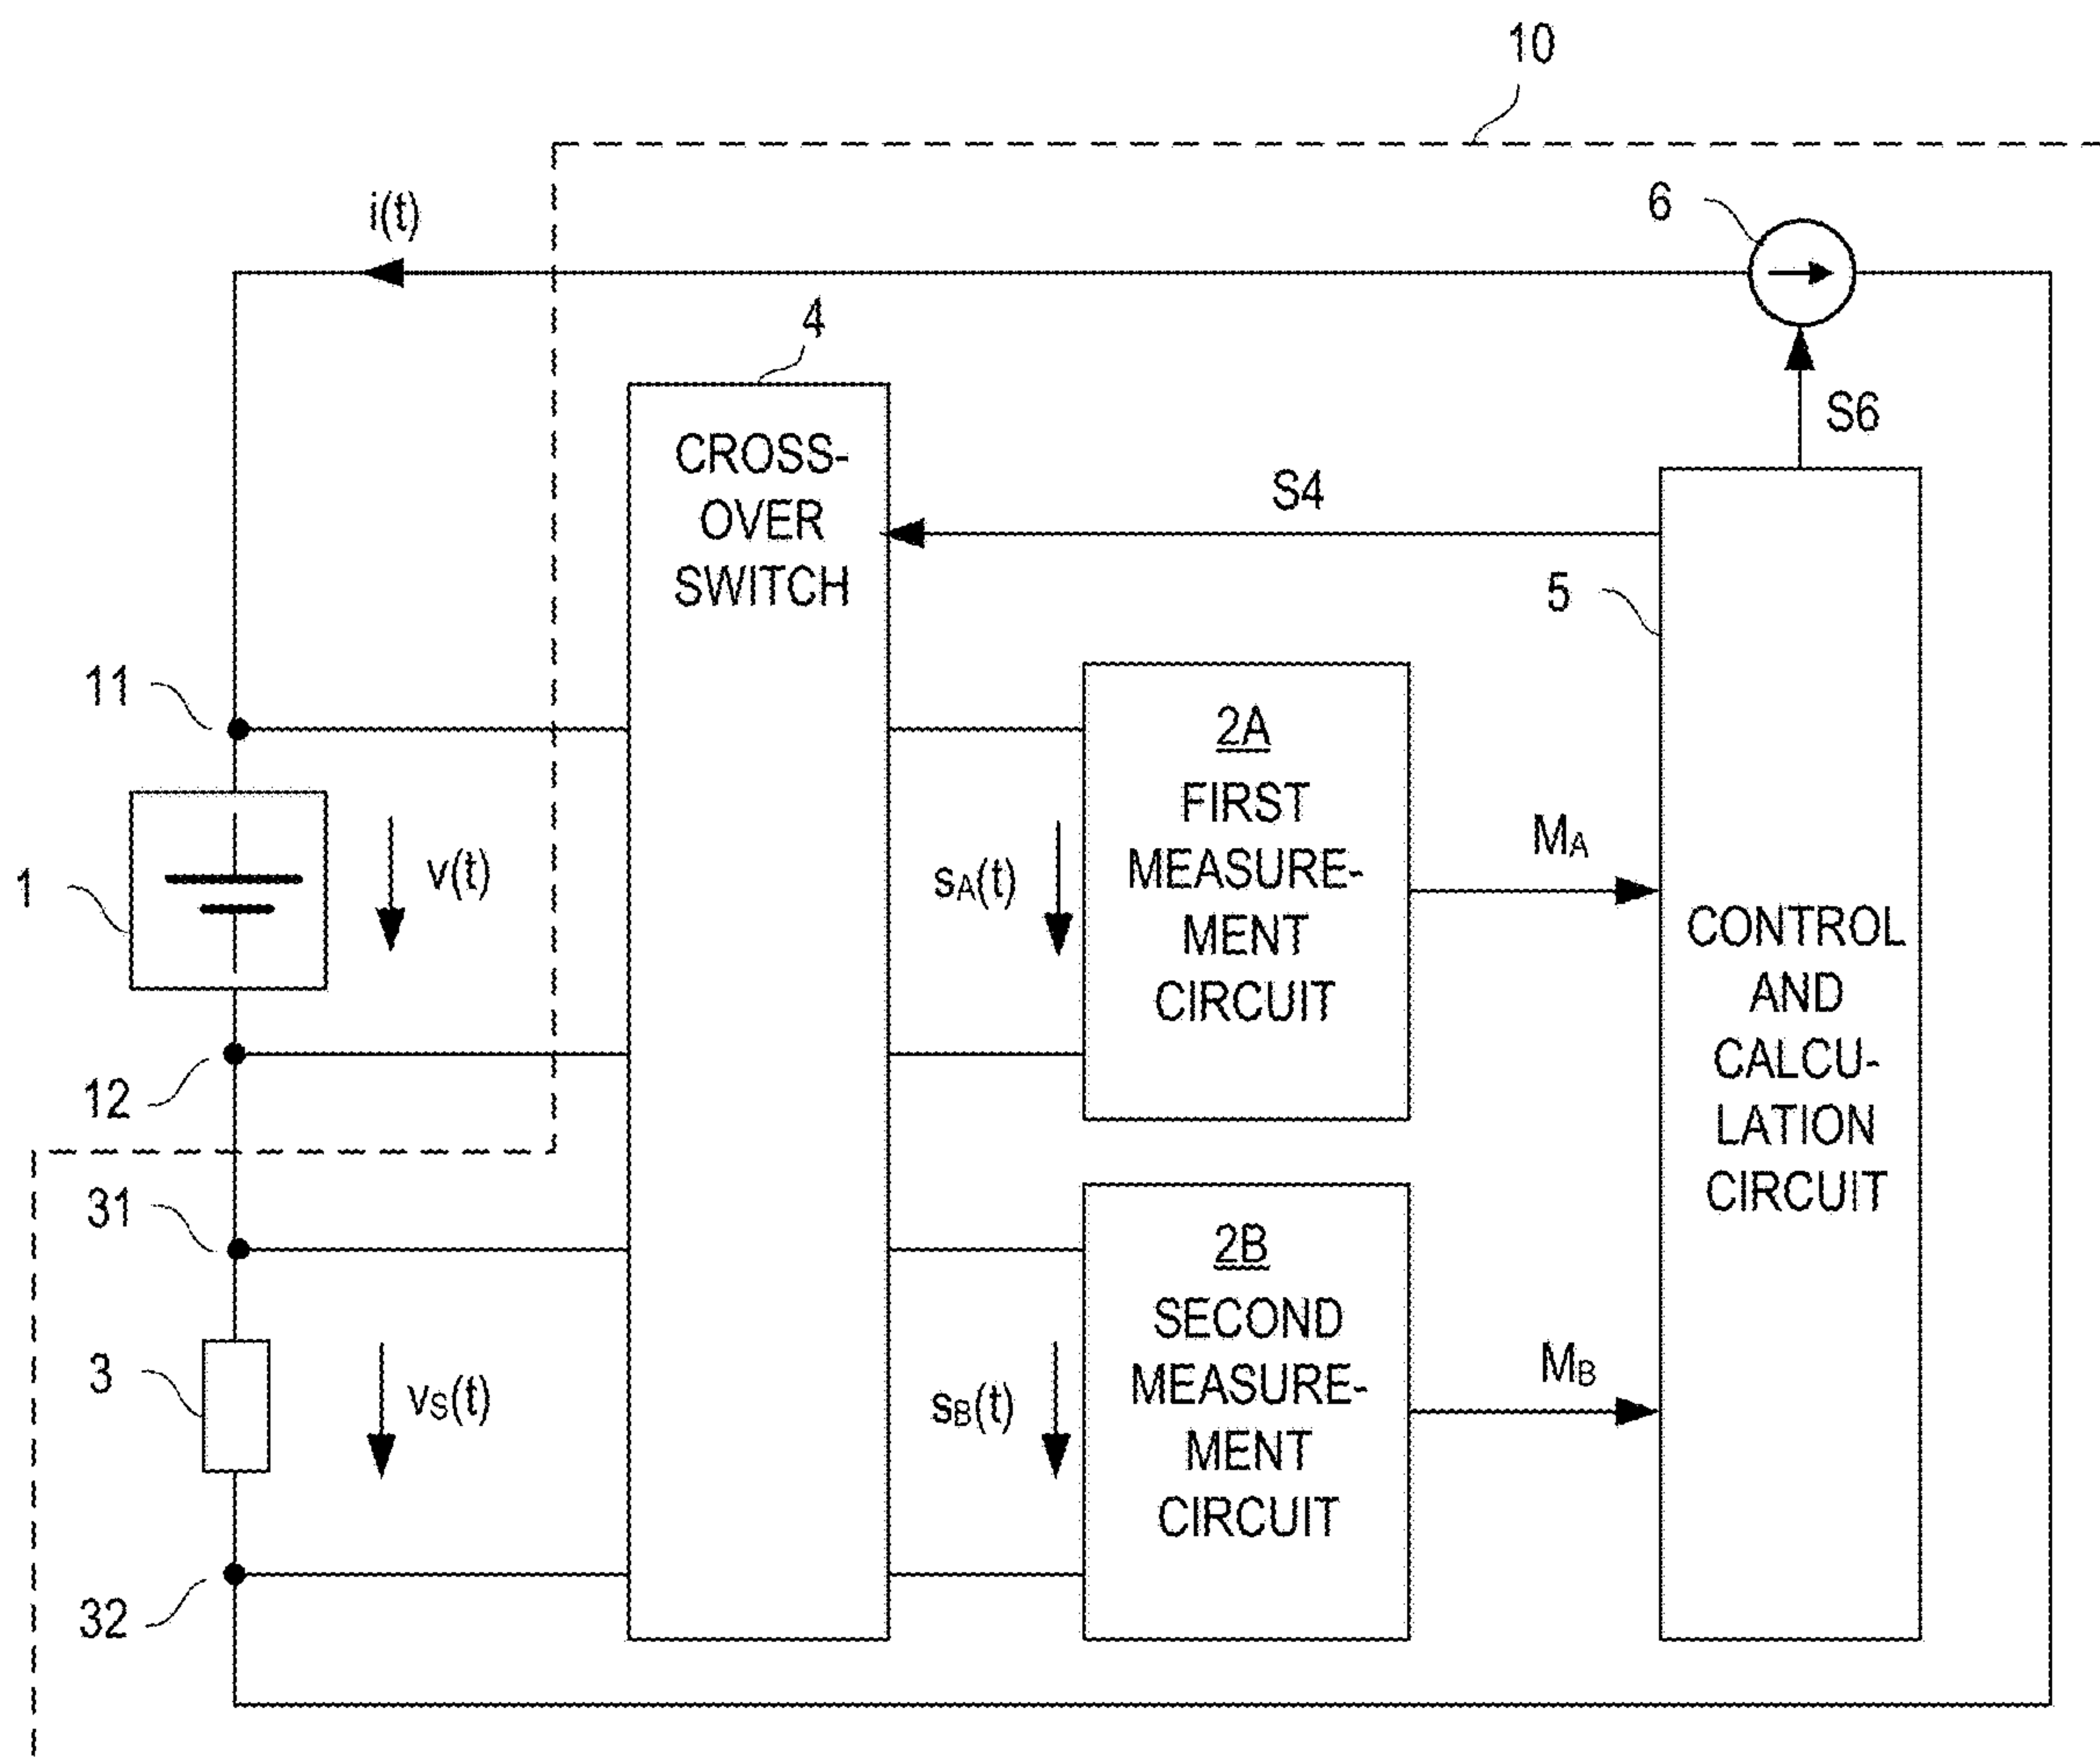 10
6
i(t)
4
S6
CROSS-
OVER
SWITCH
S4
5
11
2A
FIRST
MEASURE-
MENT
CIRCUIT
MA
1
v(t)
sA(t)
CONTROL
AND
CALCU-
LATION
CIRCUIT
12
31
2B
SECOND
MEASURE-
MENT
CIRCUIT
MB
3
vS(t)
sB(t)
32